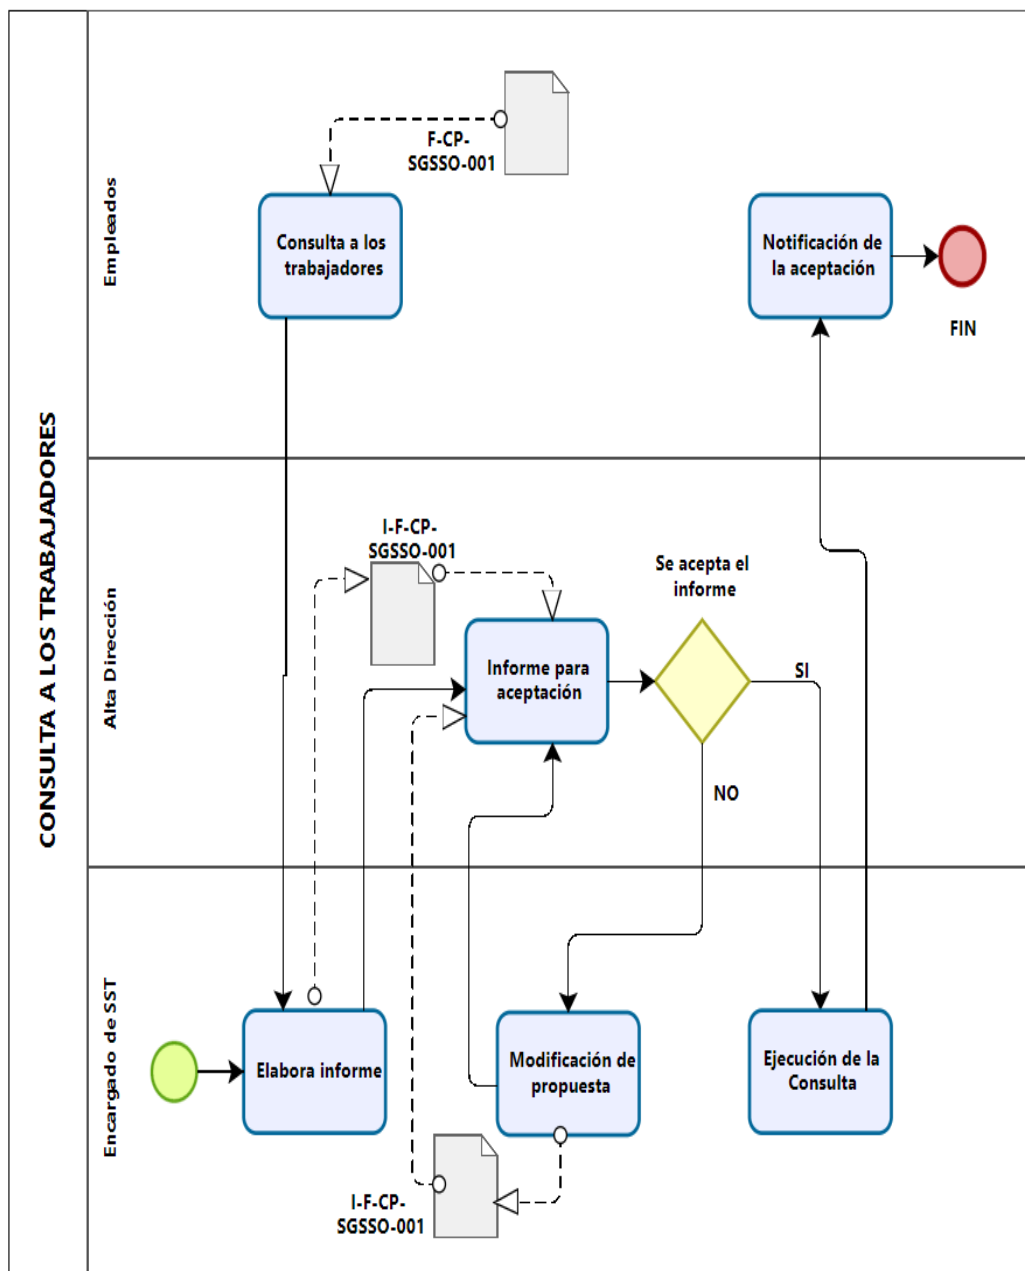 CONSULTA A LOS TRABAJADORES
Empleados
F-CP-
SGSSO-001
Consulta a los
trabajadores
Notificación de
la aceptación
FIN
Alta Dirección
I-F-CP-
SGSSO-001
Se acepta el
informe
Informe para
aceptación
SI
NO
Encargado de SST
Elabora informe
Modificación de
propuesta
Ejecución de la
Consulta
I-F-CP-
SGSSO-001